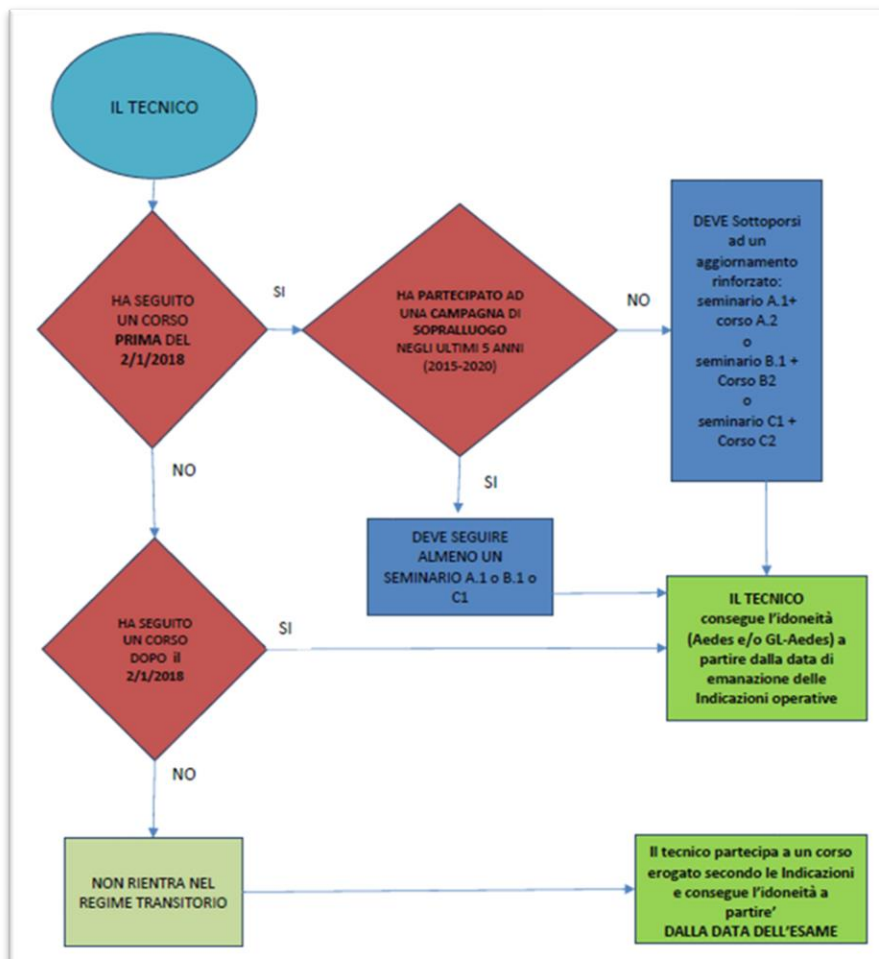 IL TECNICO
HA SEGUITO
UN CORSO
PRIMA DEL
2/1/2018
SI
HA PARTECIPATO AD
UNA CAMPAGNA DI
SOPRALLUOGO
NEGLI ULTIMI 5 ANNI
(2015-2020)
NO
DEVE Sottoporsi
ad un
aggiornamento
rinforzato:
seminario A.1+
corso A.2
o
seminario B.1 +
Corso B2
o
seminario C1 +
Corso C2
NO
SI
DEVE SEGUIRE
ALMENO UN
SEMINARIO A.1 o B.1 o
C1
HA SEGUITO
UN CORSO
DOPO il
2/1/2018
SI
IL TECNICO
consegue l'idoneità
(Aedes e/o GL-Aedes) a
partire dalla data di
emanazione delle
Indicazioni operative
NO
NON RIENTRA NEL
REGIME TRANSITORIO
Il tecnico partecipa a un corso
erogato secondo le Indicazioni
e consegue l'idoneità a
partire'
DALLA DATA DELL'ESAME